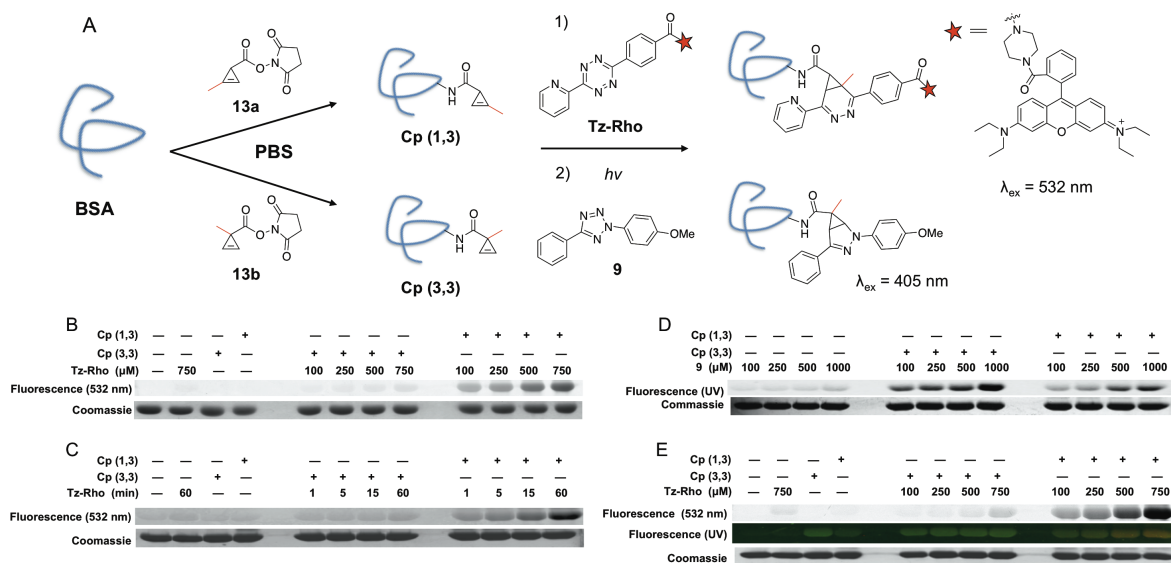 A
BSA
13a
13b
PBS
Cp (1,3)
Cp (3,3)
1)
Tz-Rho
2)
hv
9
OMe
OMe
λex = 532 nm
λex = 405 nm
B
Cp (1,3) — — — + — — — — + + + +
Cp (3,3) — — + — + + + + — — — —
Tz-Rho (μM) — 750 — — 100 250 500 750 100 250 500 750
Fluorescence (532 nm)
Coomassie
C
Cp (1,3) — — — + — — — — + + + +
Cp (3,3) — — + — + + + + — — — —
Tz-Rho (min) — 60 — — 1 5 15 60 1 5 15 60
Fluorescence (532 nm)
Coomassie
D
Cp (1,3) — — — — — — — — + + + +
Cp (3,3) — — — — + + + + — — — —
9 (μM) 100 250 500 1000 100 250 500 1000 100 250 500 1000
Fluorescence (UV)
Commassie
E
Cp (1,3) — — — + — — — — + + + +
Cp (3,3) — — + — + + + + — — — —
Tz-Rho (μM) — 750 — — 100 250 500 750 100 250 500 750
Fluorescence (532 nm)
Fluorescence (UV)
Coomassie